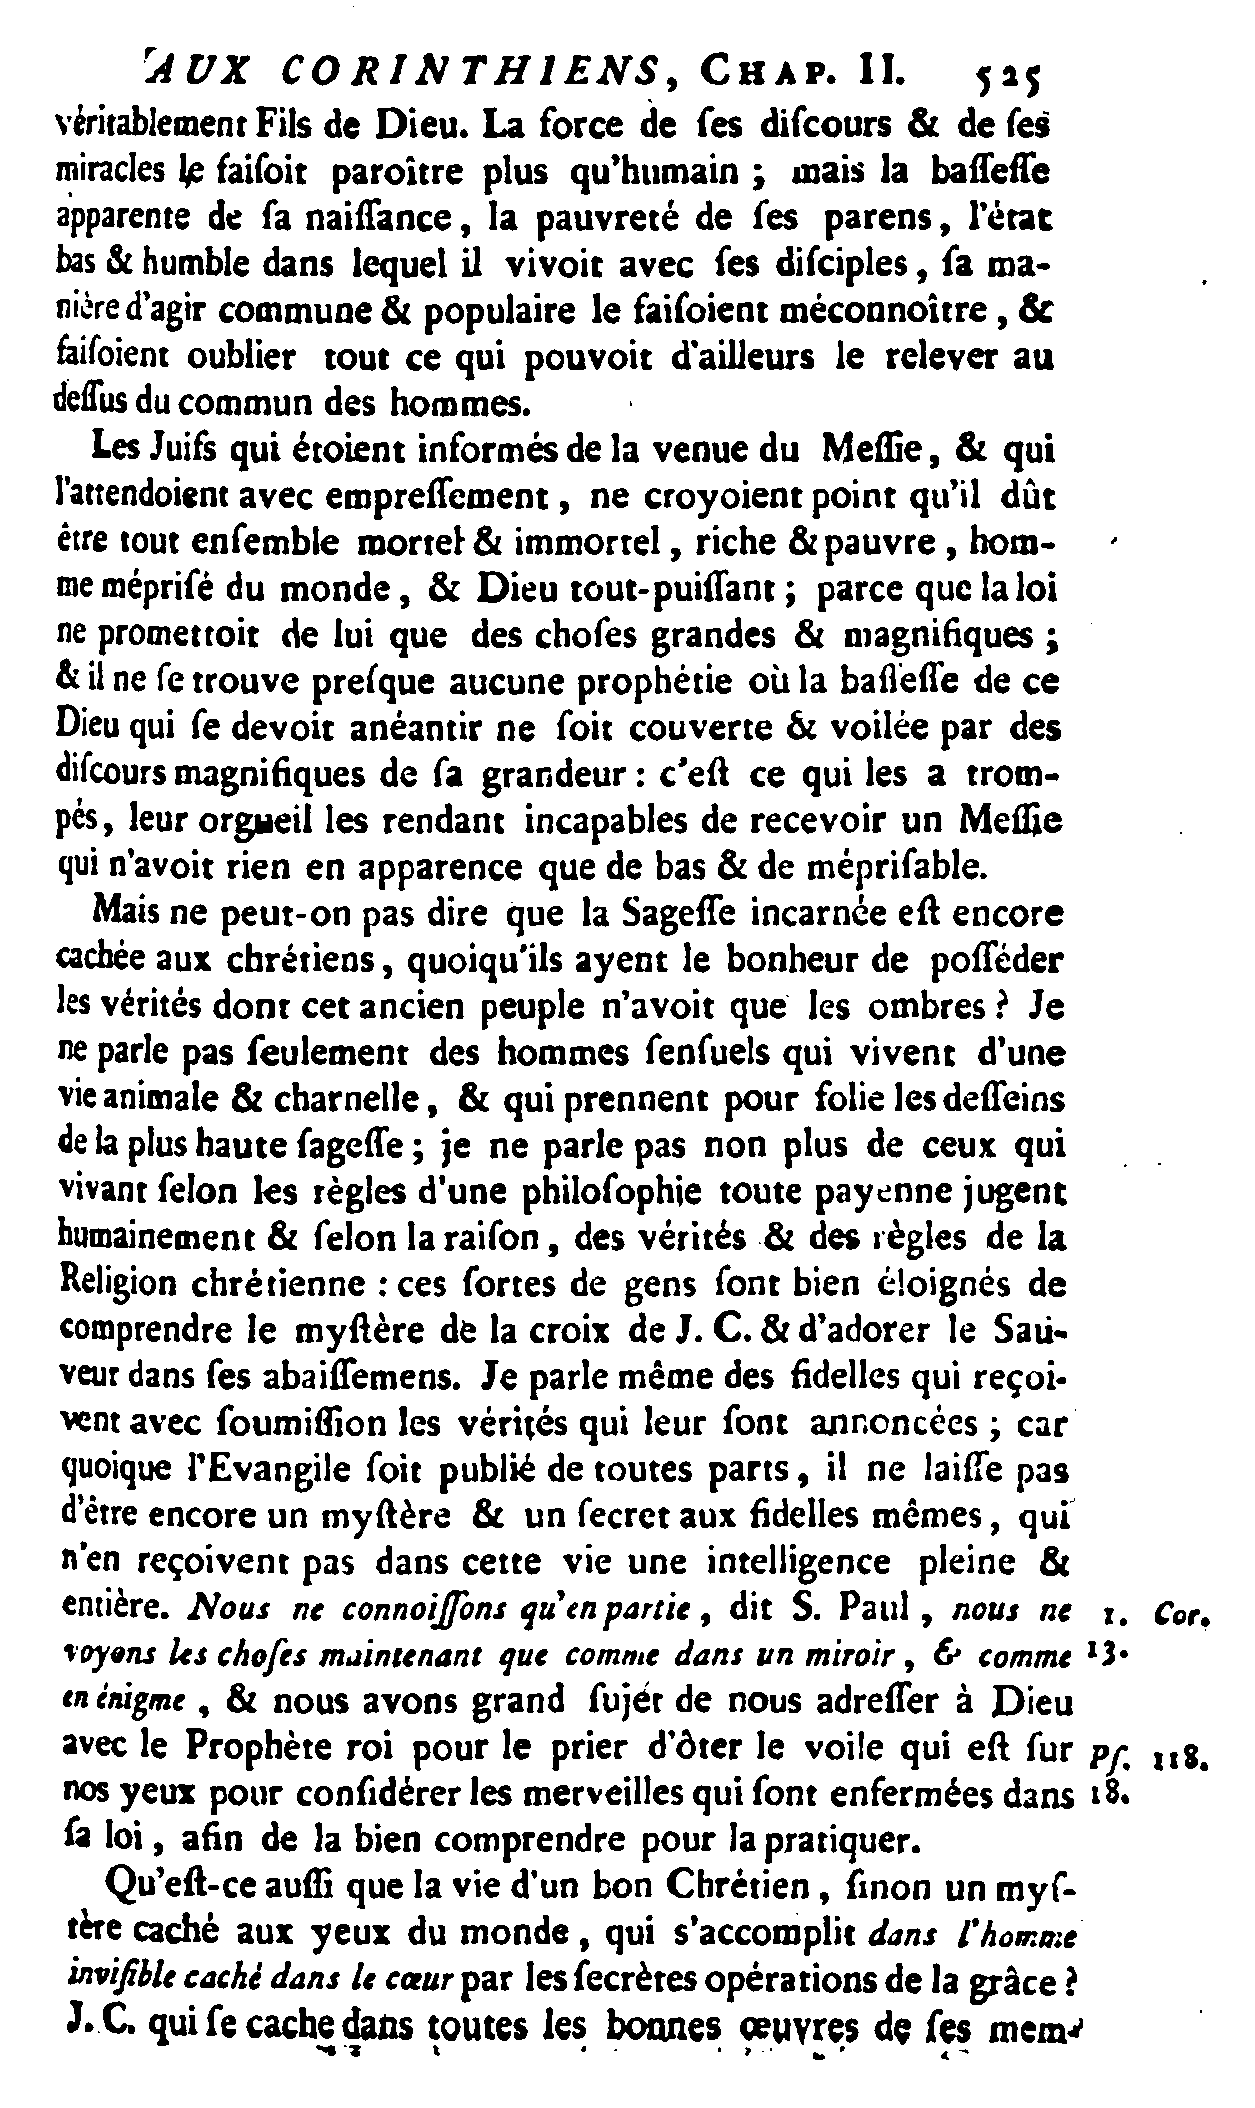 AUX CORINTHIENS, CHAP. II. 525
véritablement Fils de Dieu. La force de ſes diſcours & de ſes
miracles le faiſoit paroître plus qu'humain ; mais la baſſeſſe
apparente de ſa naiſſance, la pauvreté de ſes parens, l'état
bas & humble dans lequel il vivoit avec ſes diſciples, ſa ma-
nière d'agir commune & populaire le faiſoient méconnoître, &
faiſoient oublier tout ce qui pouvoit d'ailleurs le relever au
deſſus du commun des hommes.
Les Juifs qui étoient informés de la venue du Meſſie, & qui
l'attendoient avec empreſſement, ne croyoient point qu'il dût
être tout enſemble mortel & immortel, riche & pauvre, hom-
me mépriſé du monde, & Dieu tout-puiſſant ; parce que la loi
ne promettoit de lui que des choſes grandes & magnifiques ;
& il ne ſe trouve preſque aucune prophétie où la baſſeſſe de ce
Dieu qui ſe devoit anéantir ne ſoit couverte & voilée par des
diſcours magnifiques de ſa grandeur : c'eſt ce qui les a trom-
pés, leur orgueil les rendant incapables de recevoir un Meſſie
qui n'avoit rien en apparence que de bas & de mépriſable.
Mais ne peut-on pas dire que la Sageſſe incarnée eſt encore
cachée aux chrétiens, quoiqu'ils ayent le bonheur de poſſéder
les vérités dont cet ancien peuple n'avoit que les ombres ? Je
ne parle pas ſeulement des hommes ſenſuels qui vivent d'une
vie animale & charnelle, & qui prennent pour folie les deſſeins
de la plus haute ſageſſe ; je ne parle pas non plus de ceux qui
vivant ſelon les règles d'une philoſophie toute payenne jugent
humainement & ſelon la raiſon, des vérités & des règles de la
Religion chrétienne : ces ſortes de gens ſont bien éloignés de
comprendre le myſtère de la croix de J. C. & d'adorer le Sau-
veur dans ſes abaiſſemens. Je parle même des fidelles qui reçoi-
vent avec ſoumiſſion les vérités qui leur ſont annoncées ; car
quoique l'Evangile ſoit publié de toutes parts, il ne laiſſe pas
d'être encore un myſtère & un ſecret aux fidelles mêmes, qui
n'en reçoivent pas dans cette vie une intelligence pleine &
entière. Nous ne connoiſſons qu'en partie, dit S. Paul, nous ne 1. Cor.
voyons les choſes maintenant que comme dans un miroir, & comme 13.
en énigme, & nous avons grand ſujét de nous adreſſer à Dieu
avec le Prophète roi pour le prier d'ôter le voile qui eſt ſur Pſ. 118.
nos yeux pour conſidérer les merveilles qui ſont enfermées dans 18.
ſa loi, afin de la bien comprendre pour la pratiquer.
Qu'eſt-ce auſſi que la vie d'un bon Chrétien, ſinon un myſ-
tère caché aux yeux du monde, qui s'accomplit dans l'homme
inviſible caché dans le cœur par les ſecrètes opérations de la grâce ?
J. C. qui ſe cache dans toutes les bonnes œuvres de ſes mem-